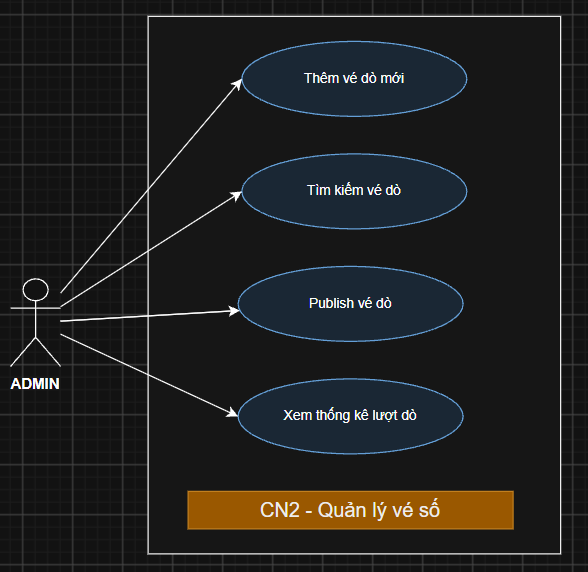 Thêm vé dò mới
Tìm kiếm vé dò
Publish vé dò
ADMIN
Xem thống kê lượt dò
CN2 - Quản lý vé số